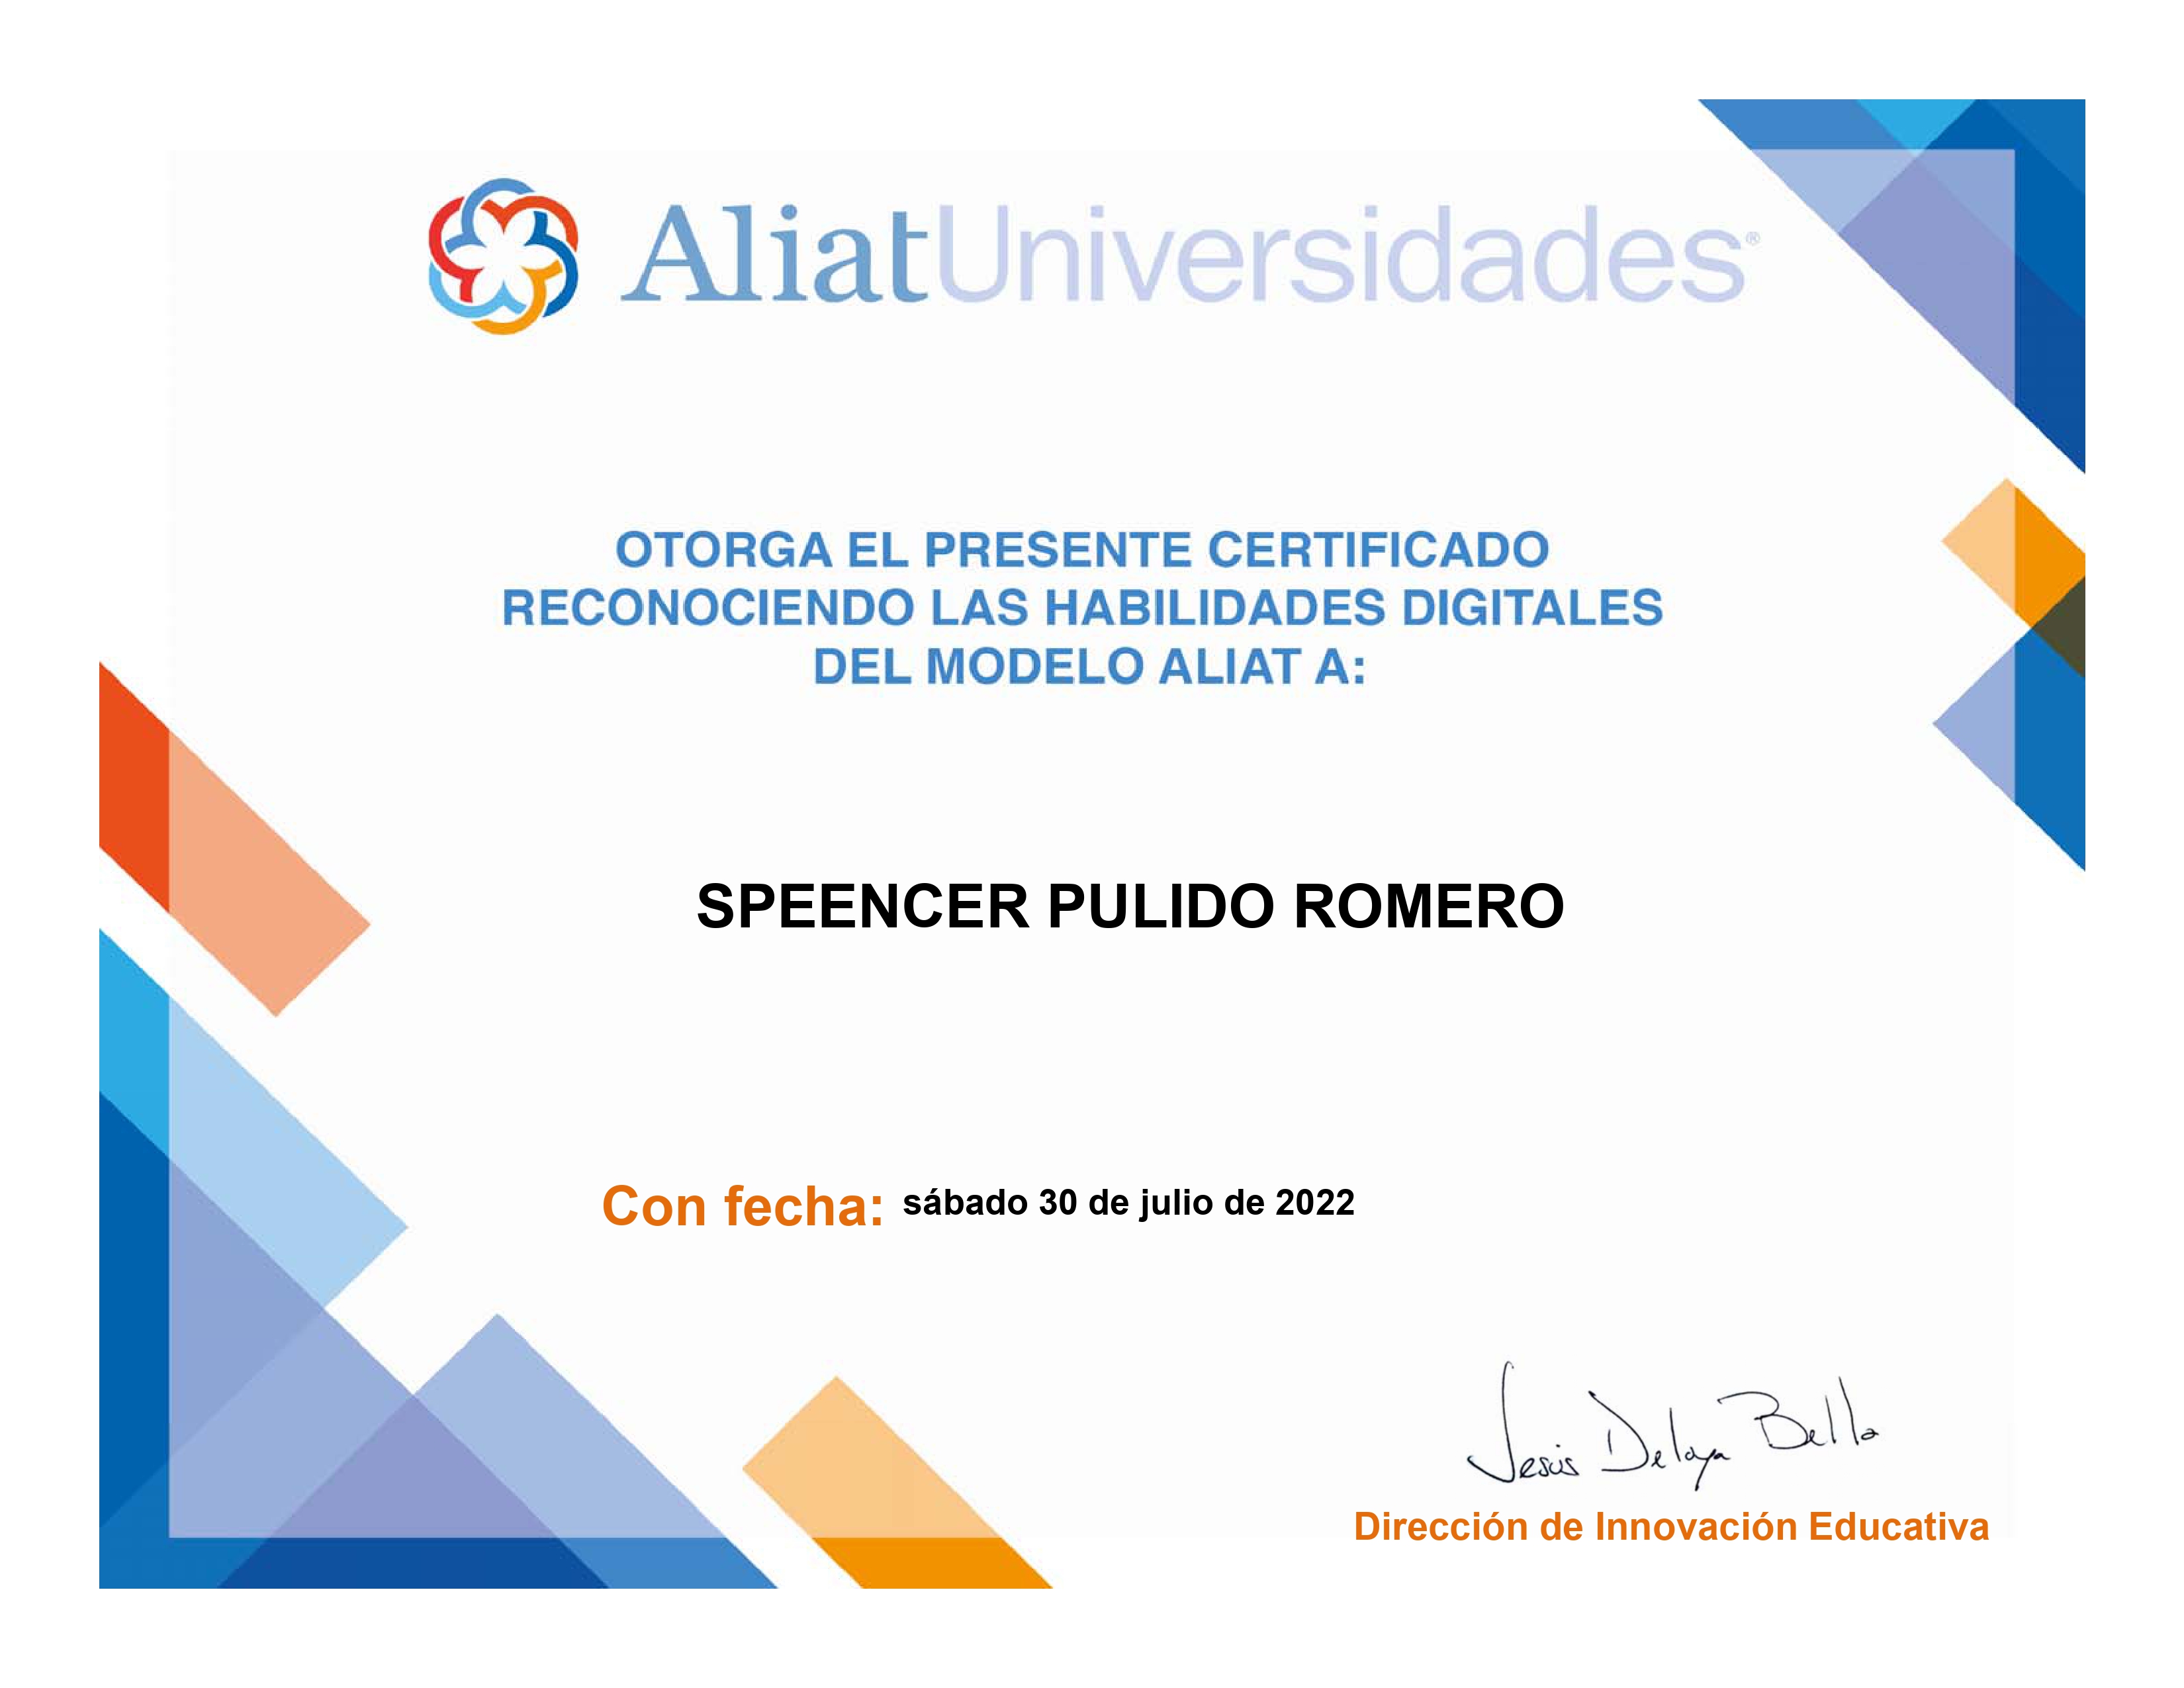 AliatUniversidades®
OTORGA EL PRESENTE CERTIFICADO
RECONOCIENDO LAS HABILIDADES DIGITALES
DEL MODELO ALIAT A:
SPEENCER PULIDO ROMERO
Con fecha: sábado 30 de julio de 2022
Jesús Delaya Bella
Dirección de Innovación Educativa